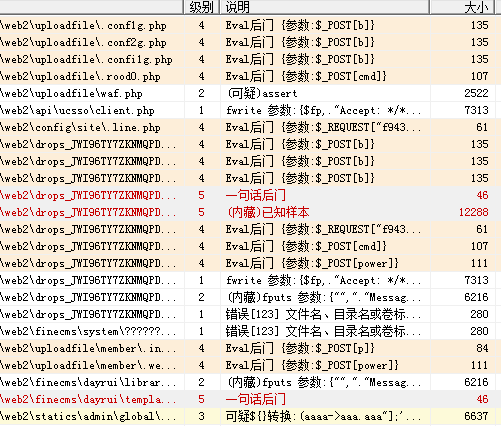 级别 说明 大小
\web2\uploadfile\.conf1g.php 4 Eval后门 {参数:$_POST[b]} 135
\web2\uploadfile\.conf2g.php 4 Eval后门 {参数:$_POST[b]} 135
\web2\uploadfile\.confi1g.php 4 Eval后门 {参数:$_POST[b]} 135
\web2\uploadfile\.rood0.php 4 Eval后门 {参数:$_POST[cmd]} 107
\web2\uploadfile\waf.php 2 (可疑)assert 2522
\web2\api\ucsso\client.php 1 fwrite 参数:{$fp,."Accept: */*... 7313
\web2\config\site\.line.php 4 Eval后门 {参数:$_REQUEST["f943... 61
\web2\drops_JWI96TY7ZKNMQPD... 4 Eval后门 {参数:$_POST[b]} 135
\web2\drops_JWI96TY7ZKNMQPD... 4 Eval后门 {参数:$_POST[b]} 135
\web2\drops_JWI96TY7ZKNMQPD... 4 Eval后门 {参数:$_POST[b]} 135
\web2\drops_JWI96TY7ZKNMQPD... 5 一句话后门 46
\web2\drops_JWI96TY7ZKNMQPD... 5 (内藏)已知样本 12288
\web2\drops_JWI96TY7ZKNMQPD... 4 Eval后门 {参数:$_REQUEST["f943... 61
\web2\drops_JWI96TY7ZKNMQPD... 4 Eval后门 {参数:$_POST[cmd]} 107
\web2\drops_JWI96TY7ZKNMQPD... 4 Eval后门 {参数:$_POST[power]} 111
\web2\drops_JWI96TY7ZKNMQPD... 1 fwrite 参数:{$fp,."Accept: */*... 7313
\web2\drops_JWI96TY7ZKNMQPD... 2 (内藏)fputs 参数:{"","."Messag... 6216
\web2\drops_JWI96TY7ZKNMQPD... 1 错误[123] 文件名、目录名或卷标... 280
\web2\finecms\system\??????... 1 错误[123] 文件名、目录名或卷标... 280
\web2\uploadfile\member\.in... 4 Eval后门 {参数:$_POST[p]} 84
\web2\uploadfile\member\.we... 4 Eval后门 {参数:$_POST[power]} 111
\web2\finecms\dayrui\librar... 2 (内藏)fputs 参数:{"","."Messag... 6216
\web2\finecms\dayrui\templa... 5 一句话后门 46
\web2\statics\admin\global\... 3 可疑${}转换:(aaaa->aaa.aaa"];'... 6637